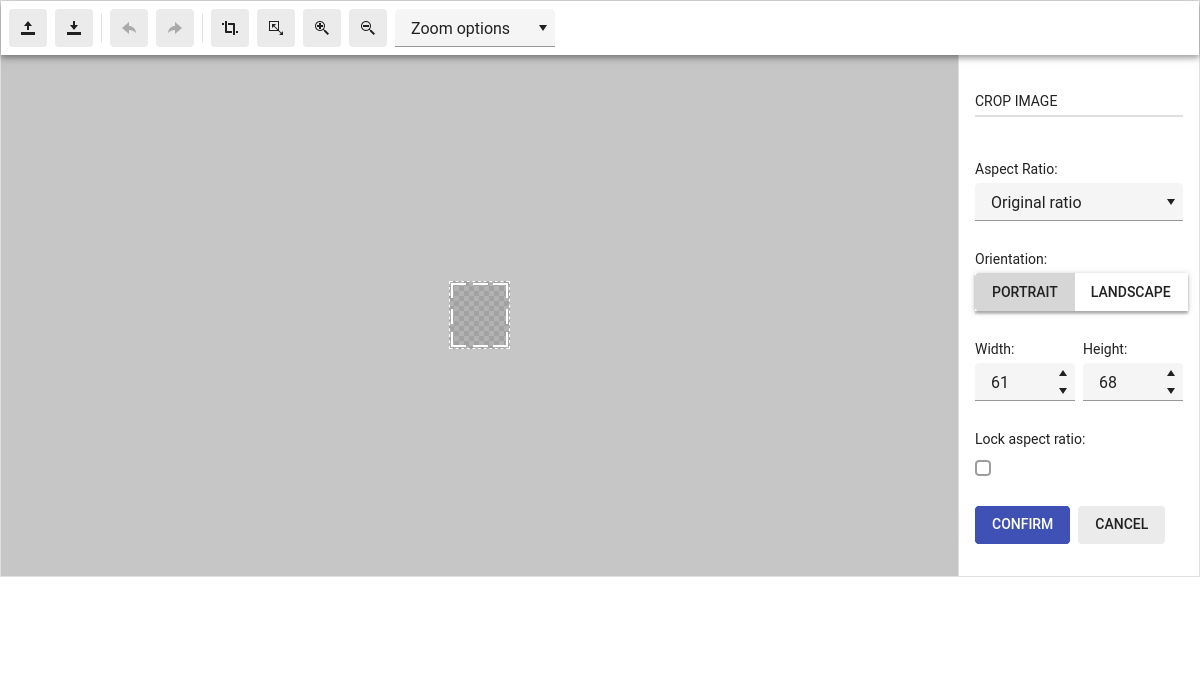 Zoom options
CROP IMAGE
Aspect Ratio:
Original ratio
Orientation:
PORTRAIT LANDSCAPE
Width: Height:
61 68
Lock aspect ratio:
CONFIRM CANCEL